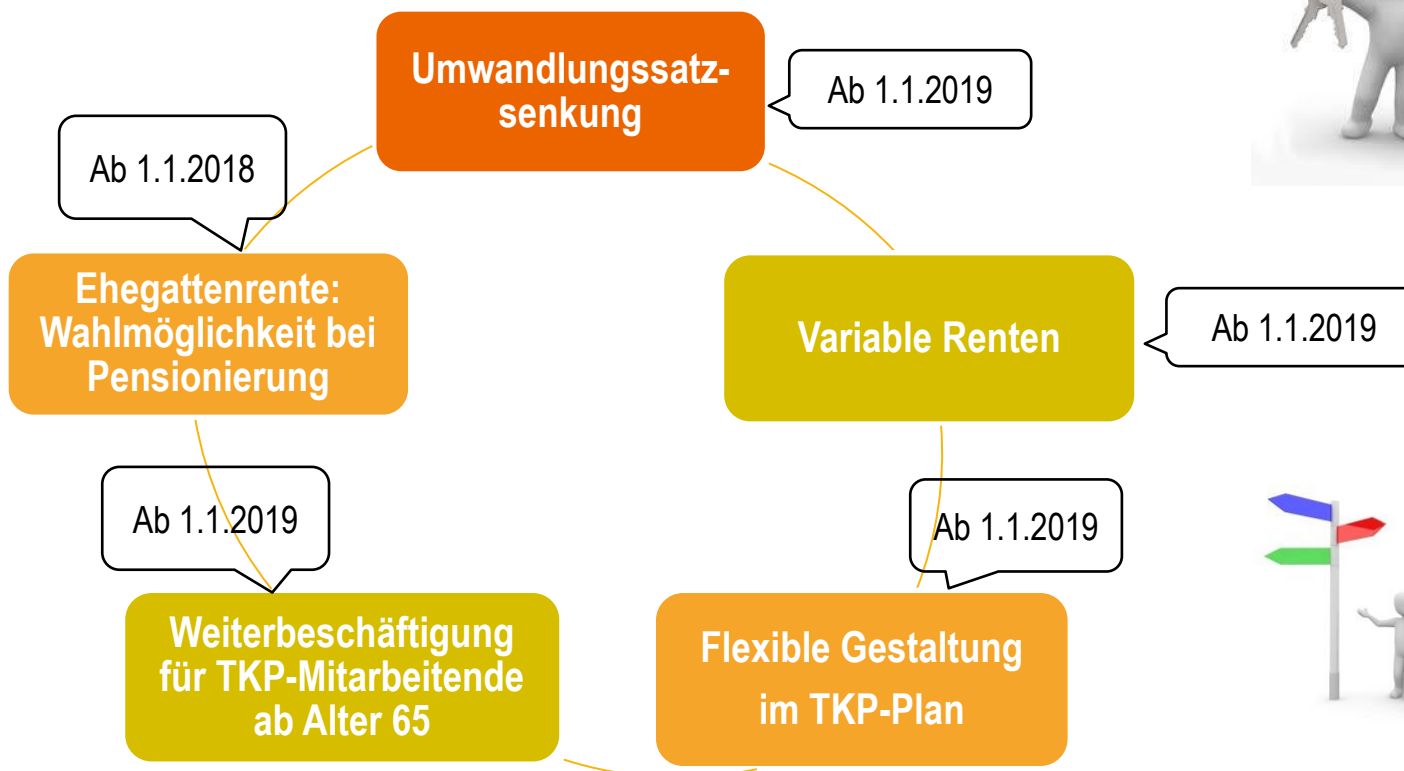 Umwandlungssatz-
senkung
Ab 1.1.2019
Ab 1.1.2018
Ehegattenrente:
Wahlmöglichkeit bei
Pensionierung
Variable Renten
Ab 1.1.2019
Ab 1.1.2019
Ab 1.1.2019
Weiterbeschäftigung
für TKP-Mitarbeitende
ab Alter 65
Flexible Gestaltung
im TKP-Plan